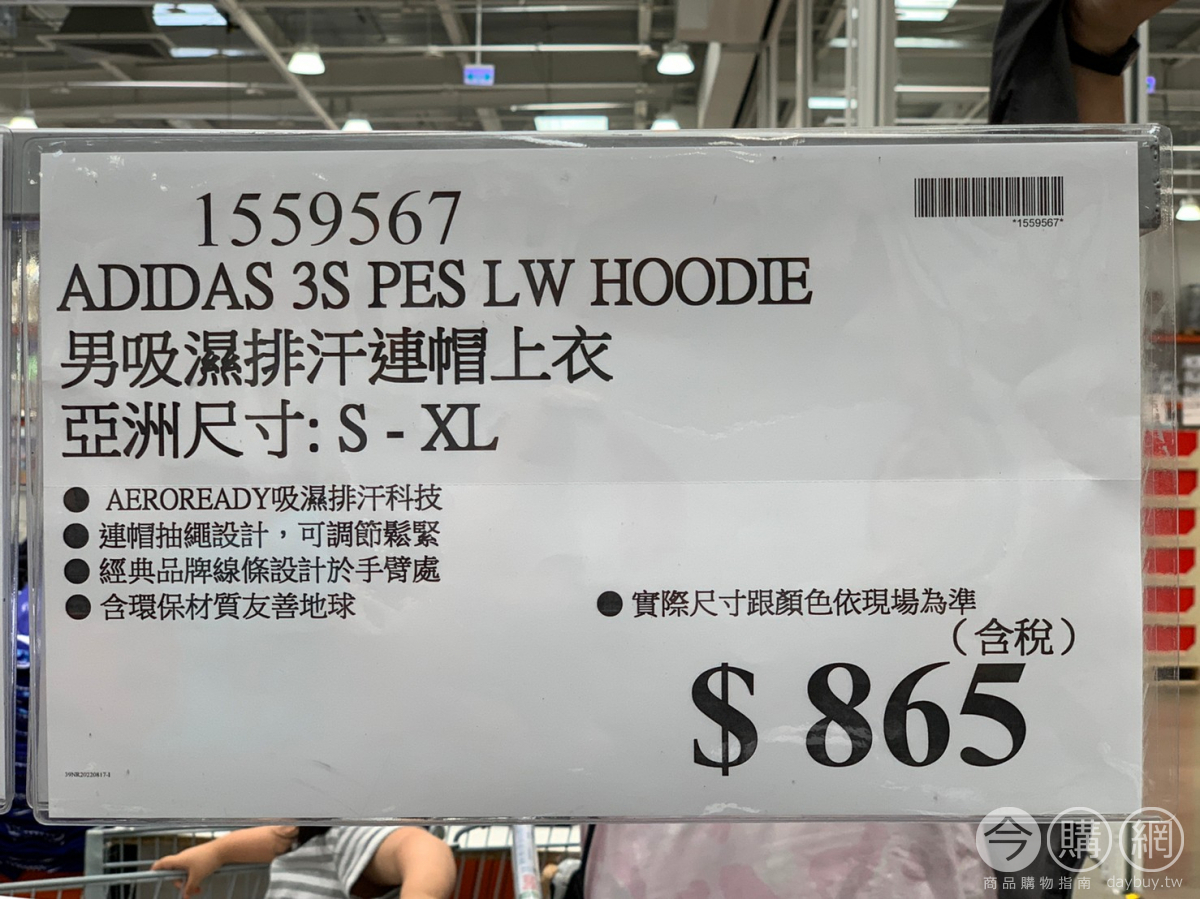 1559567
*1559567*
ADIDAS 3S PES LW HOODIE
男吸濕排汗連帽上衣
亞洲尺寸: S - XL
● AEROREADY吸濕排汗科技
● 連帽抽繩設計，可調節鬆緊
● 經典品牌線條設計於手臂處
● 含環保材質友善地球
● 實際尺寸跟顏色依現場為準
（含稅）
$ 865
今購網
商品購物指南 daybuy.tw